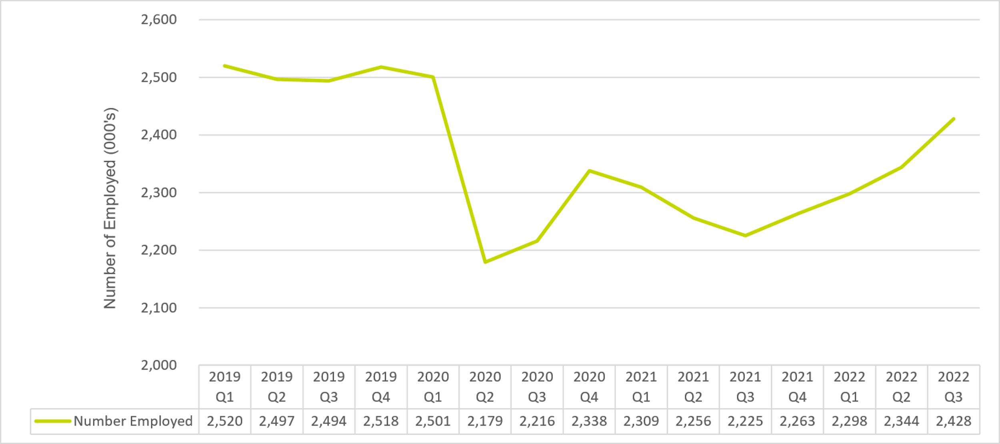 2,600
2,500
2,400
2,300
2,200
2,100
2,000
Number of Employed (000's)
2019 2019 2019 2019 2020 2020 2020 2020 2021 2021 2021 2021 2022 2022 2022
Q1 Q2 Q3 Q4 Q1 Q2 Q3 Q4 Q1 Q2 Q3 Q4 Q1 Q2 Q3
Number Employed 2,520 2,497 2,494 2,518 2,501 2,179 2,216 2,338 2,309 2,256 2,225 2,263 2,298 2,344 2,428